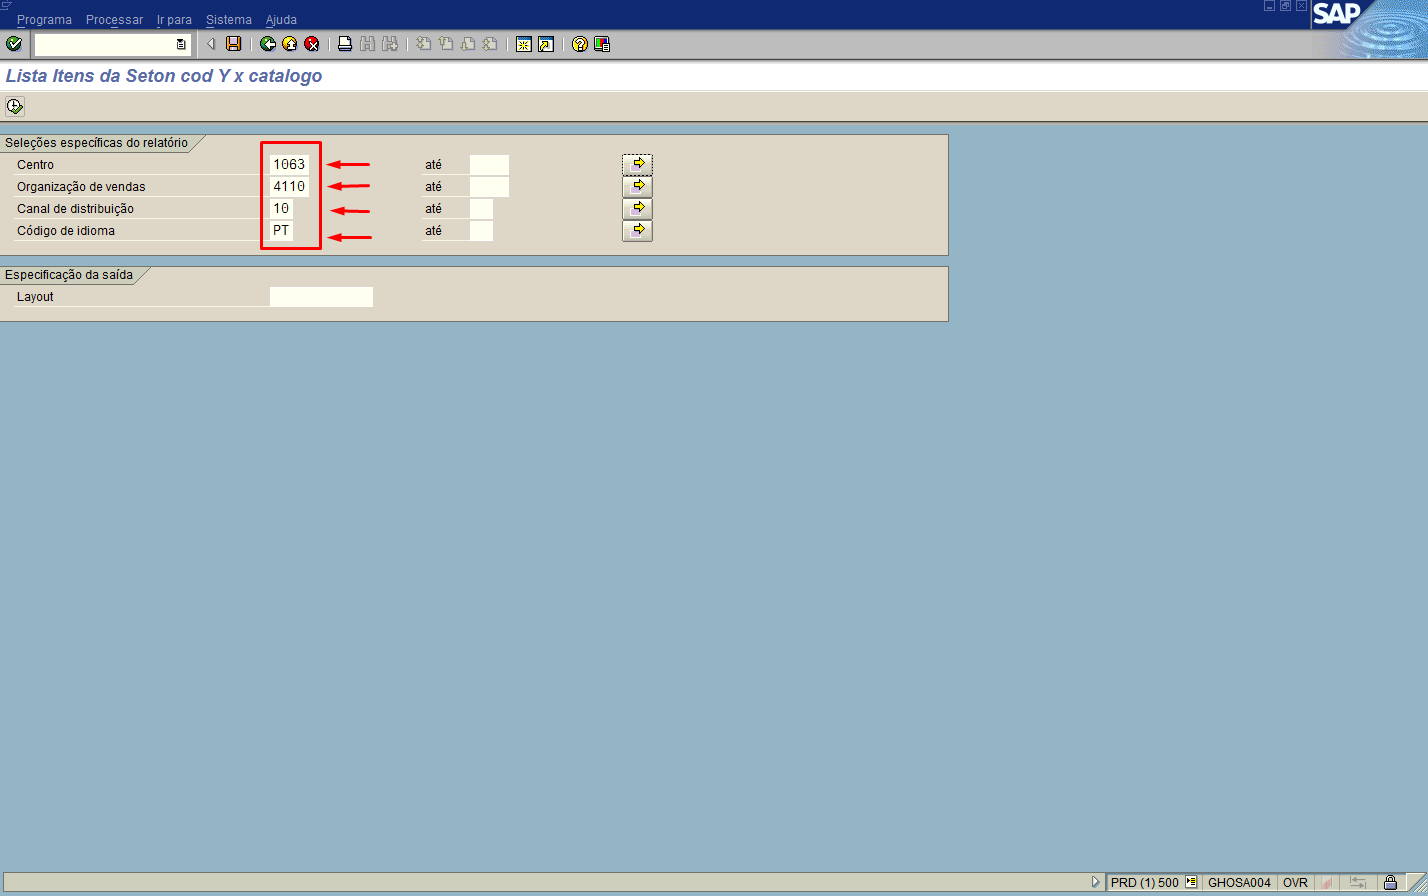 Programa Processar Ir para Sistema Ajuda
SAP
Lista Itens da Seton cod Y x catalogo
Seleções específicas do relatório
Centro 1063 até
Organização de vendas 4110 até
Canal de distribuição 10 até
Código de idioma PT até
Especificação da saída
Layout
PRD (1) 500 GHOSA004 OVR